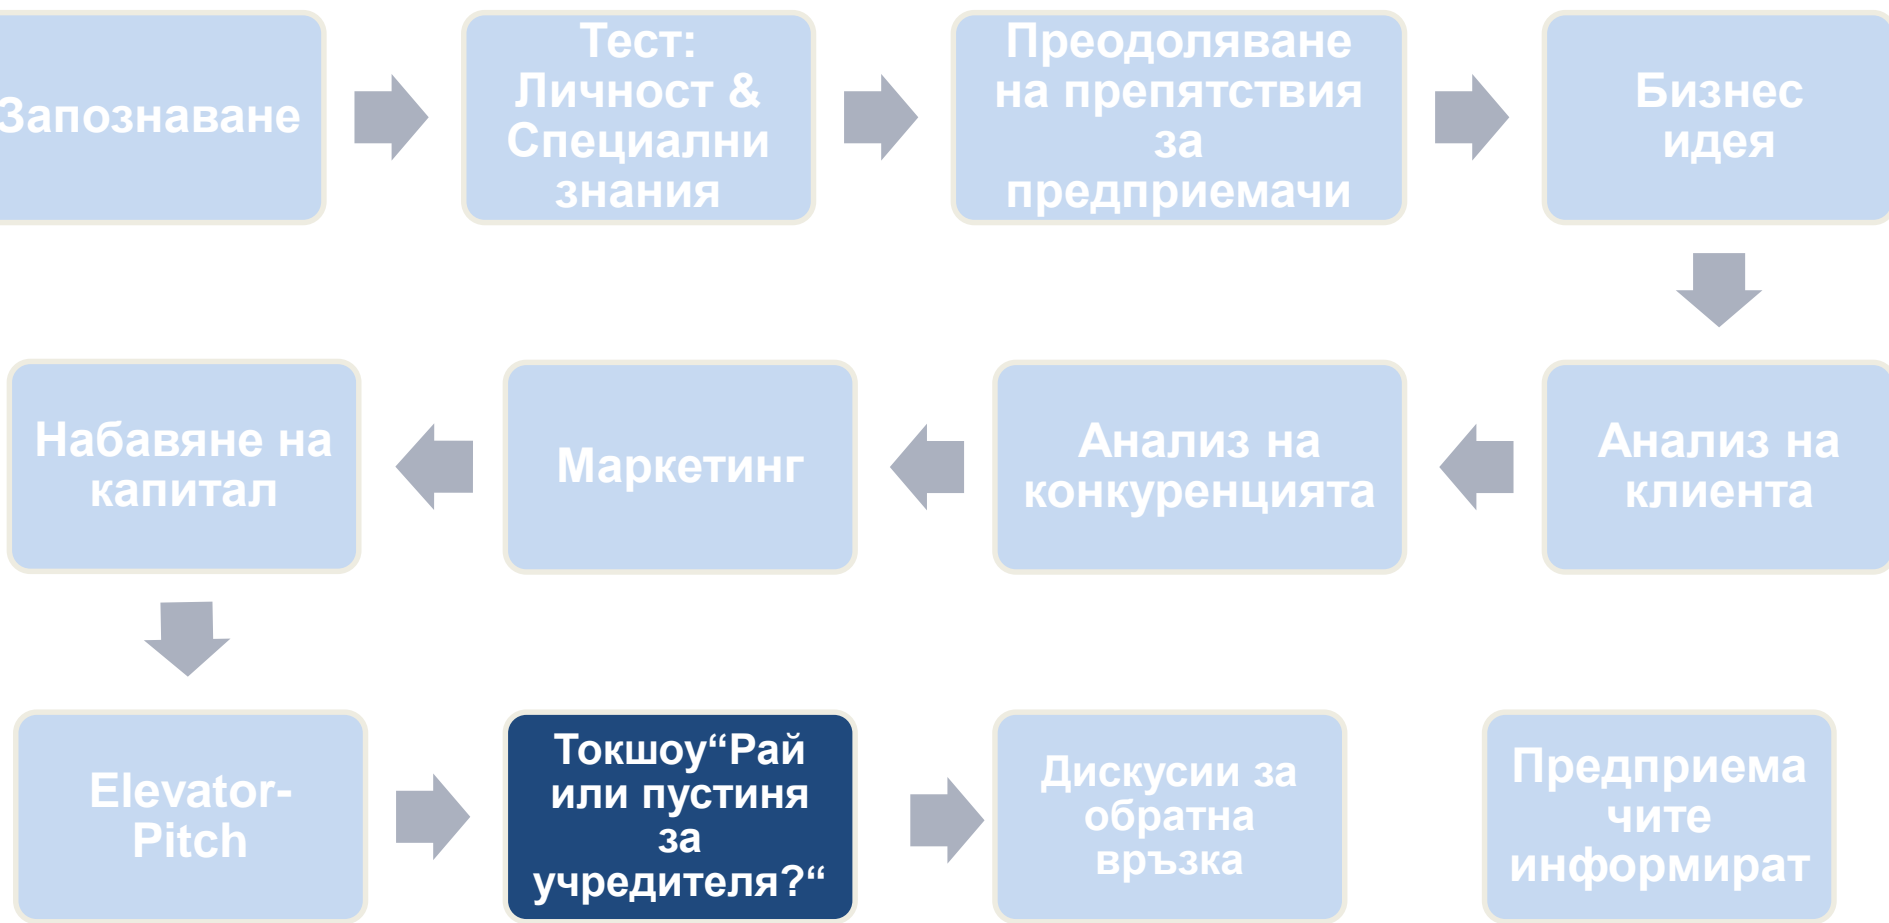 Запознаване
Тест:
Личност &
Специални
знания
Преодоляване
на препятствия
за
предприемачи
Бизнес
идея
Анализ на
клиента
Анализ на
конкуренцията
Маркетинг
Набавяне на
капитал
Elevator-
Pitch
Токшоу“Рай
или пустиня
за
учредителя?“
Дискусии за
обратна
връзка
Предприема
чите
информират